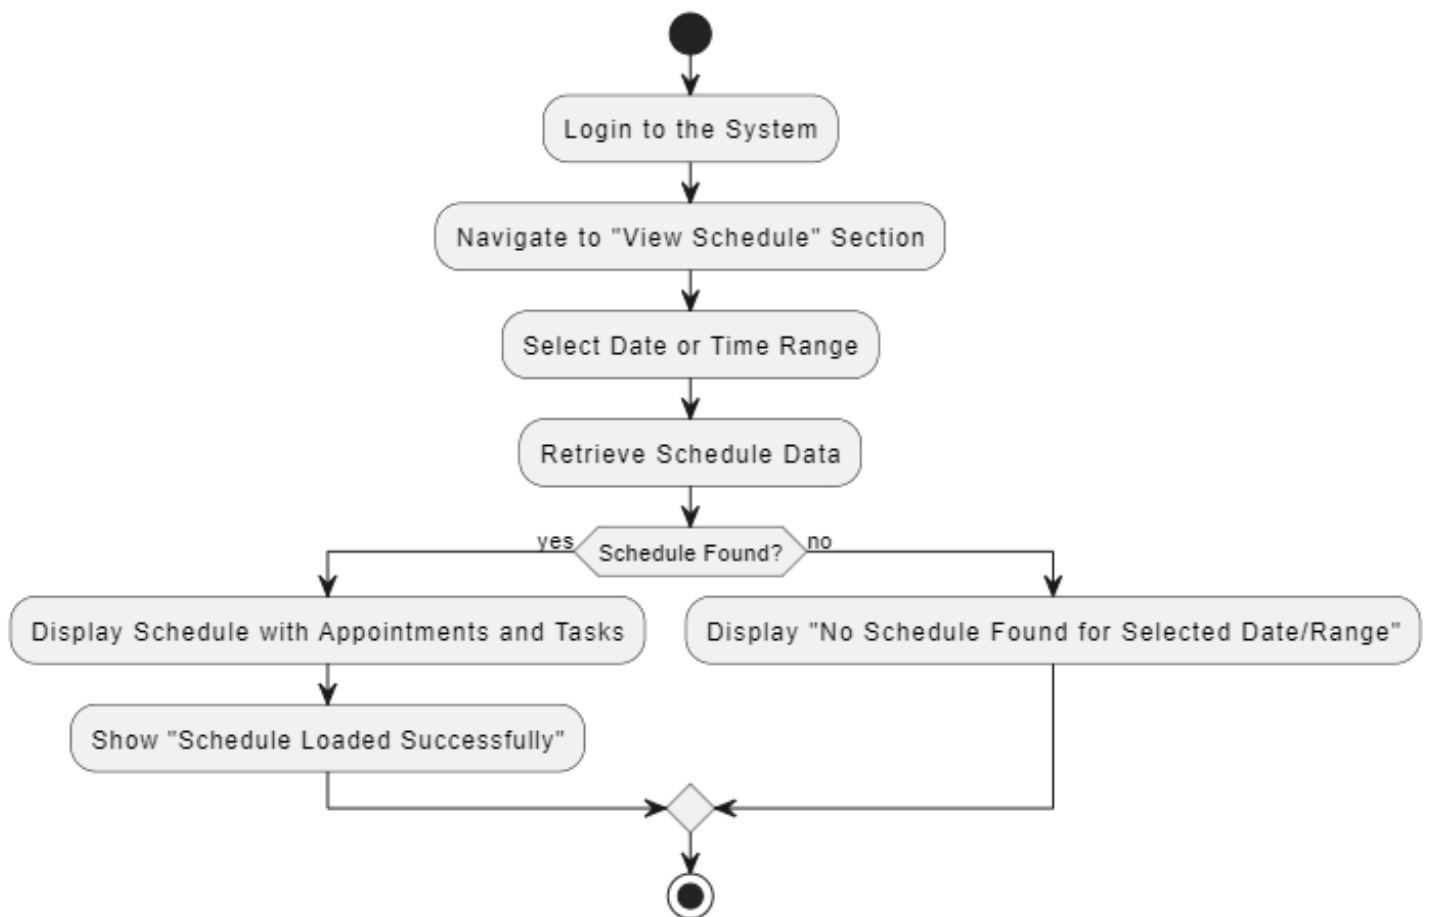 Login to the System
Navigate to "View Schedule" Section
Select Date or Time Range
Retrieve Schedule Data
yes
Schedule Found?
no
Display Schedule with Appointments and Tasks
Display "No Schedule Found for Selected Date/Range"
Show "Schedule Loaded Successfully"